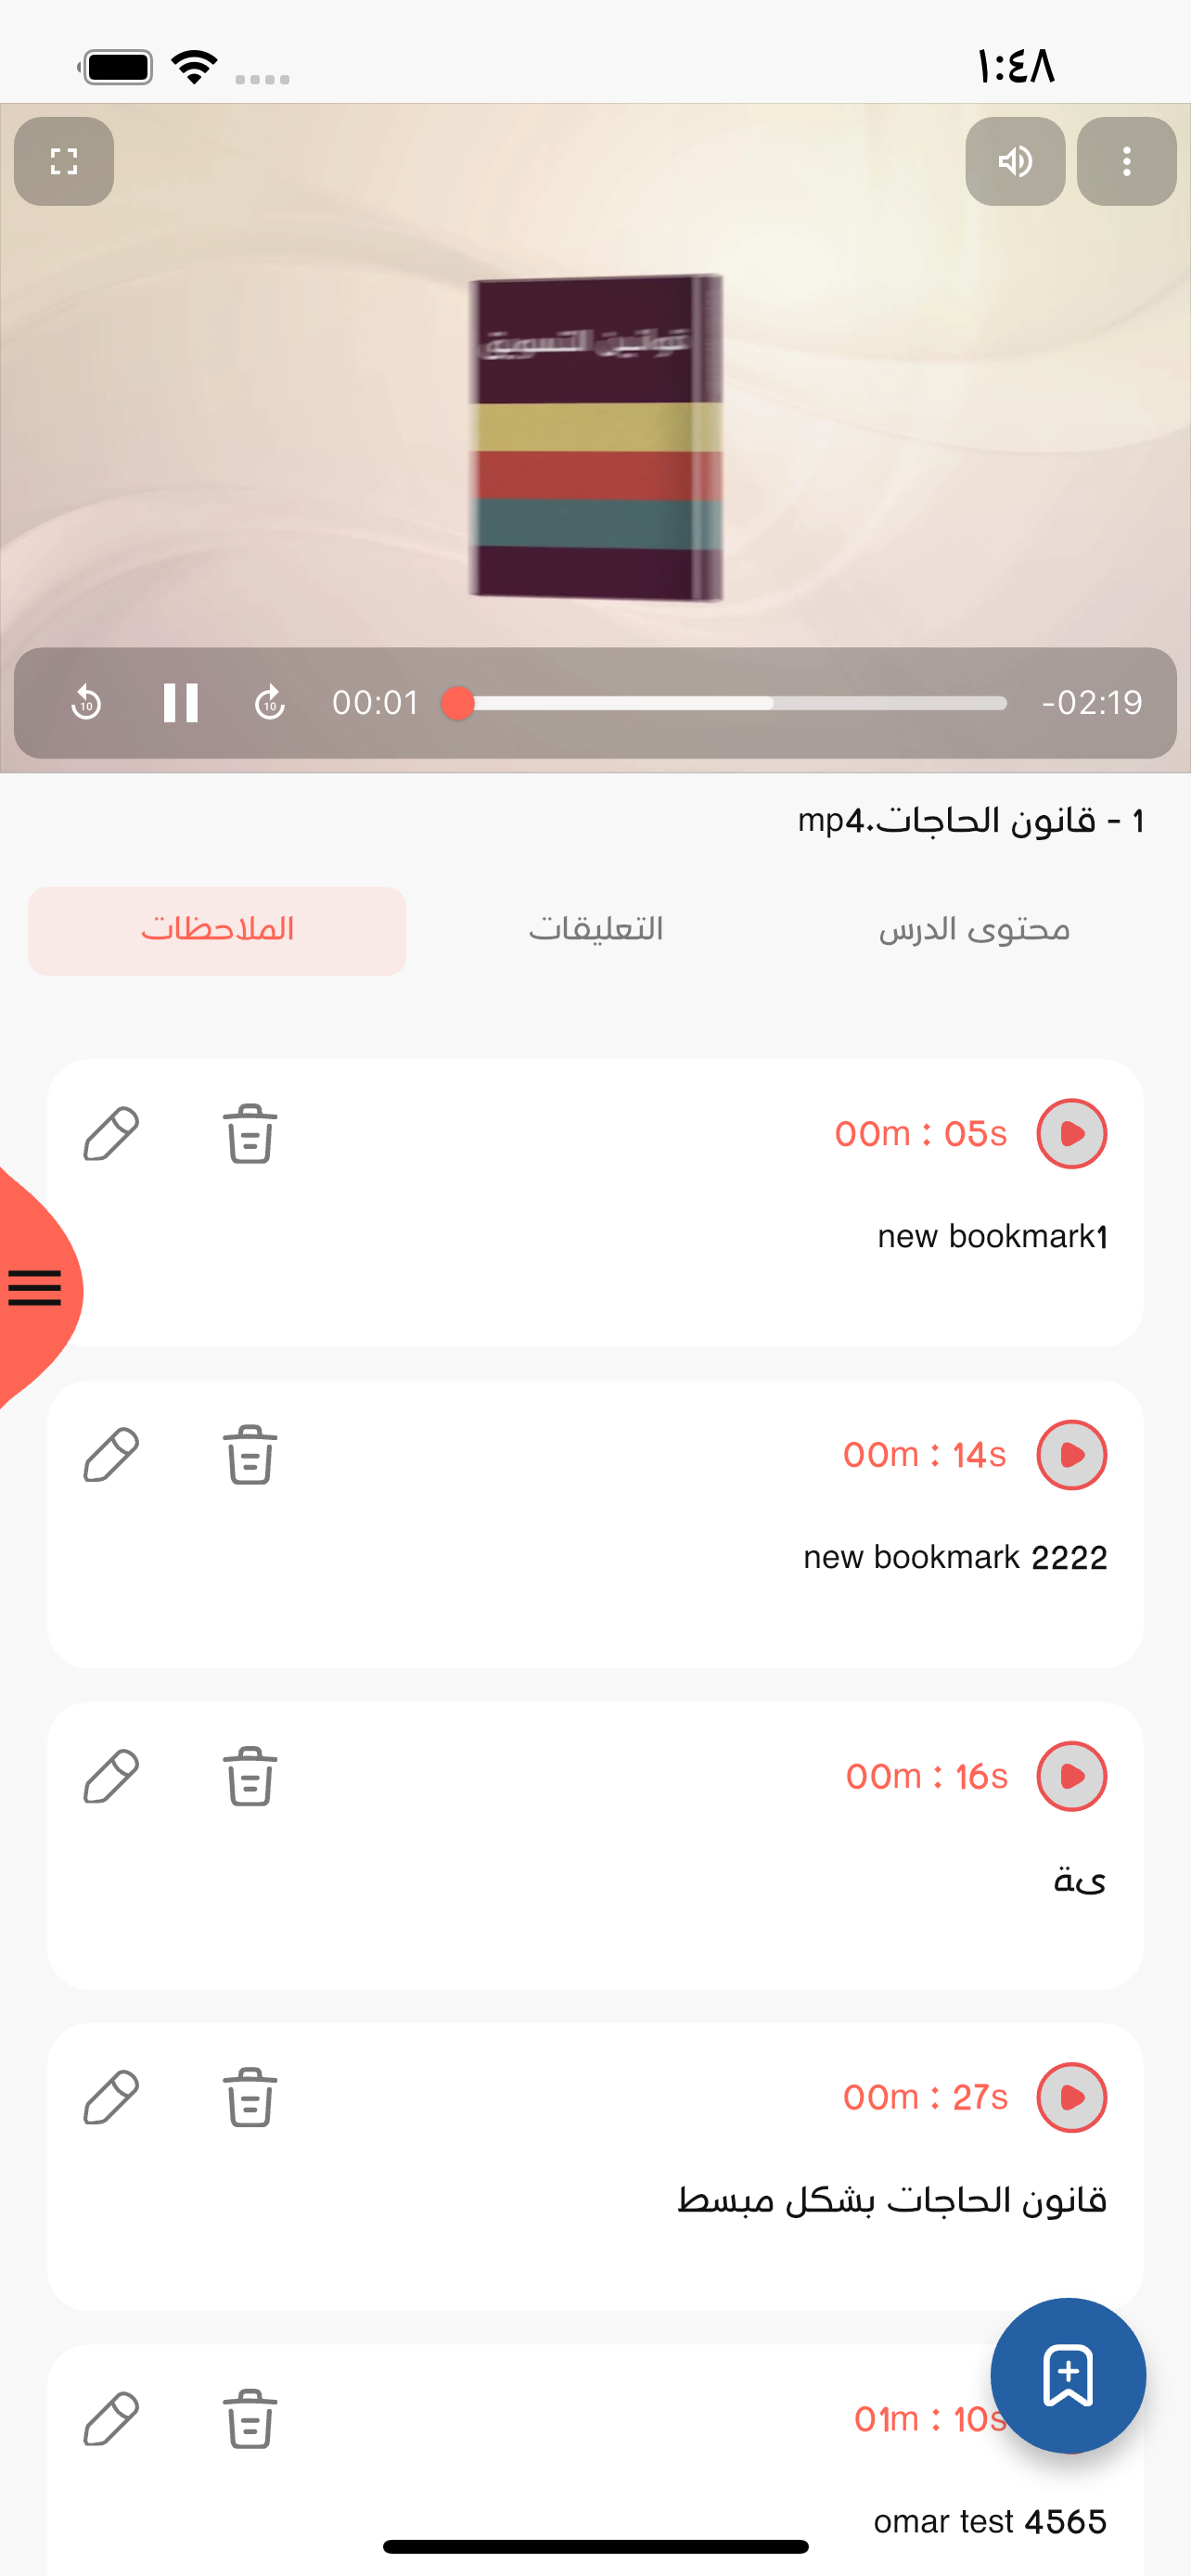 ١:٤٨
قوانين التسويق
10
10
00:01
-02:19
1 - قانون الحاجات.mp4
محتوى الدرس
التعليقات
الملاحظات
00m : 05s
new bookmark1
00m : 14s
new bookmark 2222
00m : 16s
ىة
00m : 27s
قانون الحاجات بشكل مبسط
01m : 10s
omar test 4565